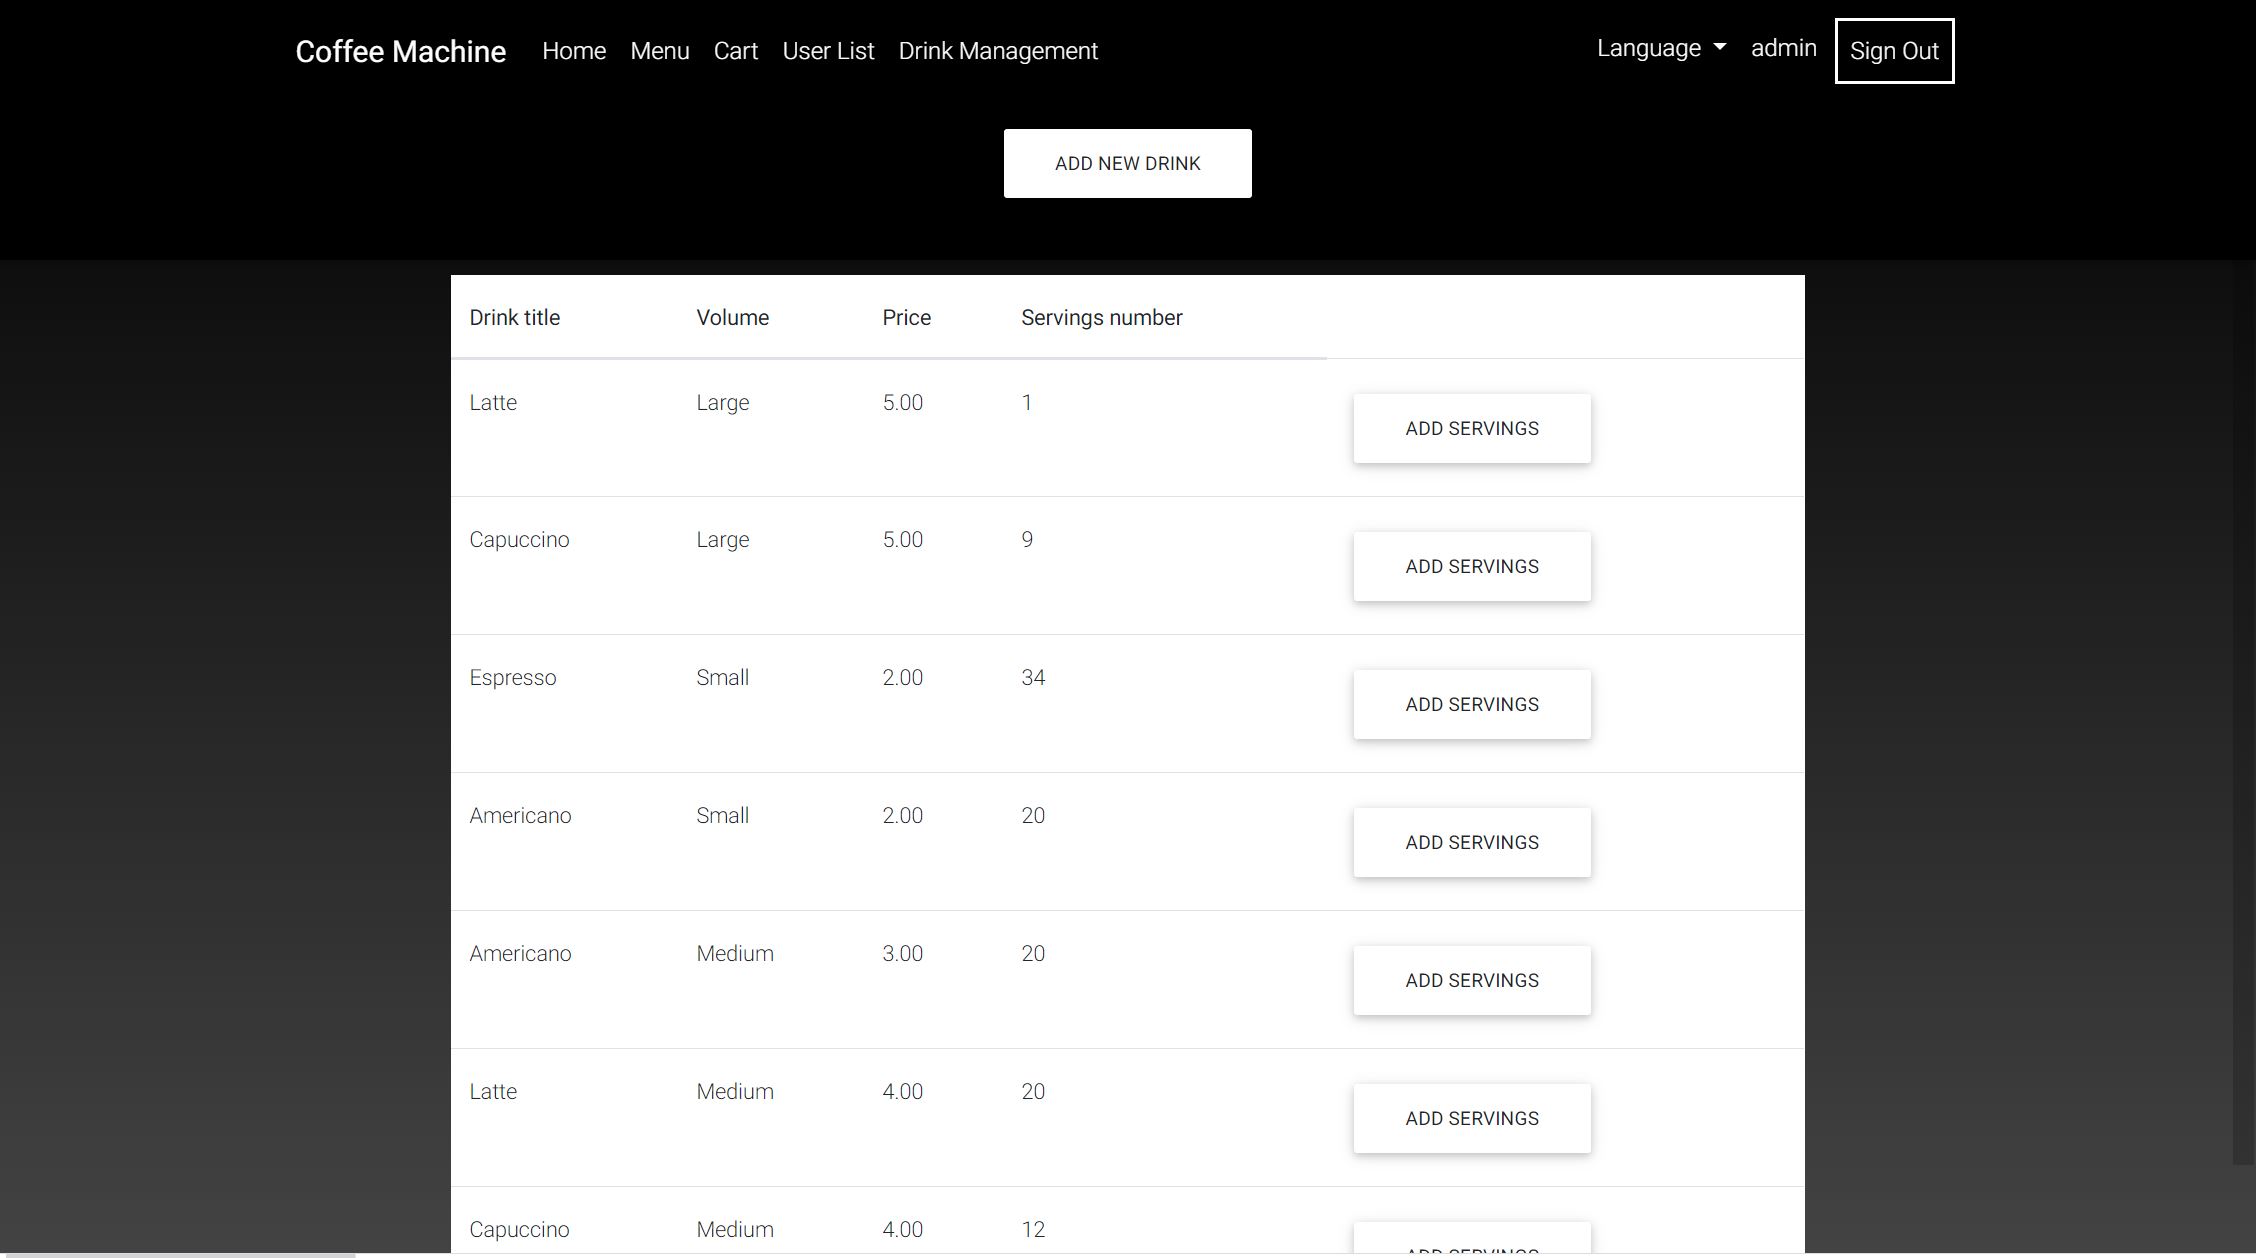 Coffee Machine Home Menu Cart User List Drink Management Language admin Sign Out
ADD NEW DRINK
Drink title Volume Price Servings number
Latte Large 5.00 1 ADD SERVINGS
Capuccino Large 5.00 9 ADD SERVINGS
Espresso Small 2.00 34 ADD SERVINGS
Americano Small 2.00 20 ADD SERVINGS
Americano Medium 3.00 20 ADD SERVINGS
Latte Medium 4.00 20 ADD SERVINGS
Capuccino Medium 4.00 12 ADD SERVINGS